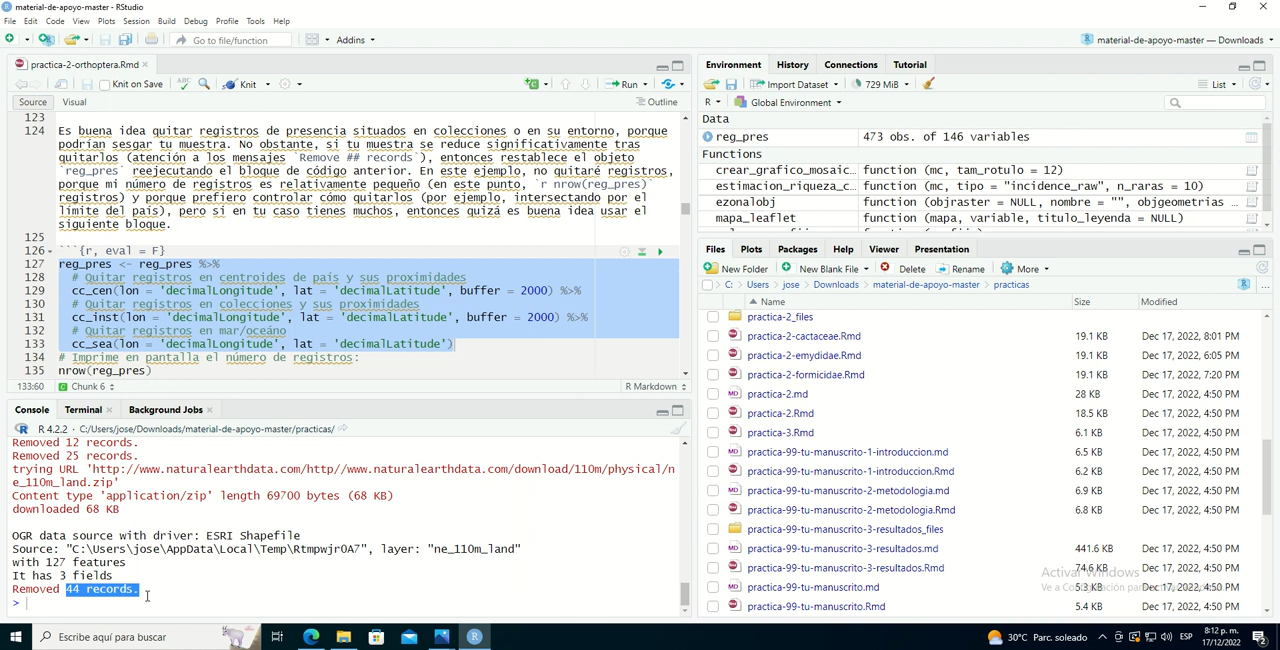 material-de-apoyo-master - RStudio
File Edit Code View Plots Session Build Debug Profile Tools Help
Go to file/function Addins material-de-apoyo-master — Downloads
practica-2-orthoptera.Rmd
Knit on Save ABC Knit Run
Source Visual Outline
123
124 Es buena idea quitar registros de presencia situados en colecciones o en su entorno, porque
podrían sesgar tu muestra. No obstante, si tu muestra se reduce significativamente tras
quitarlos (atención a los mensajes `Remove ## records`), entonces restablece el objeto
`reg_pres` reejecutando el bloque de código anterior. En este ejemplo, no quitaré registros,
porque mi número de registros es relativamente pequeño (en este punto, `r nrow(reg_pres)`
registros) y porque prefiero controlar cómo quitarlos (por ejemplo, intersectando por el
límite del país), pero si en tu caso tienes muchos, entonces quizá es buena idea usar el
siguiente bloque.
125
126 ```{r, eval = F}
127 reg_pres <- reg_pres %>%
128 # Quitar registros en centroides de país y sus proximidades
129 cc_cen(lon = 'decimalLongitude', lat = 'decimalLatitude', buffer = 2000) %>%
130 # Quitar registros en colecciones y sus proximidades
131 cc_inst(lon = 'decimalLongitude', lat = 'decimalLatitude', buffer = 2000) %>%
132 # Quitar registros en mar/océano
133 cc_sea(lon = 'decimalLongitude', lat = 'decimalLatitude')
134 # Imprime en pantalla el número de registros:
135 nrow(reg_pres)
133:60 Chunk 6 R Markdown
Console Terminal Background Jobs
R 4.2.2 · C:/Users/jose/Downloads/material-de-apoyo-master/practicas/
Removed 12 records.
Removed 25 records.
trying URL 'http://www.naturalearthdata.com/http//www.naturalearthdata.com/download/110m/physical/n
e_110m_land.zip'
Content type 'application/zip' length 69700 bytes (68 KB)
downloaded 68 KB
OGR data source with driver: ESRI Shapefile
Source: "C:\Users\jose\AppData\Local\Temp\Rtmpwjr0A7", layer: "ne_110m_land"
with 127 features
It has 3 fields
Removed 44 records.
>
Environment History Connections Tutorial
Import Dataset 729 MiB List
R Global Environment
Data
reg_pres 473 obs. of 146 variables
Functions
crear_grafico_mosaic… function (mc, tam_rotulo = 12)
estimacion_riqueza_c… function (mc, tipo = "incidence_raw", n_raras = 10)
ezonalobj function (objraster = NULL, nombre = "", objgeometrias …
mapa_leaflet function (mapa, variable, titulo_leyenda = NULL)
Files Plots Packages Help Viewer Presentation
New Folder New Blank File Delete Rename More
C: Users jose Downloads material-de-apoyo-master practicas
Name Size Modified
practica-2_files
practica-2-cactaceae.Rmd 19.1 KB Dec 17, 2022, 8:01 PM
practica-2-emydidae.Rmd 19.1 KB Dec 17, 2022, 6:05 PM
practica-2-formicidae.Rmd 19.1 KB Dec 17, 2022, 7:20 PM
practica-2.md 28 KB Dec 17, 2022, 4:50 PM
practica-2.Rmd 18.5 KB Dec 17, 2022, 4:50 PM
practica-3.Rmd 6.1 KB Dec 17, 2022, 4:50 PM
practica-99-tu-manuscrito-1-introduccion.md 6.5 KB Dec 17, 2022, 4:50 PM
practica-99-tu-manuscrito-1-introduccion.Rmd 6.2 KB Dec 17, 2022, 4:50 PM
practica-99-tu-manuscrito-2-metodologia.md 6.9 KB Dec 17, 2022, 4:50 PM
practica-99-tu-manuscrito-2-metodologia.Rmd 6.8 KB Dec 17, 2022, 4:50 PM
practica-99-tu-manuscrito-3-resultados_files
practica-99-tu-manuscrito-3-resultados.md 441.6 KB Dec 17, 2022, 4:50 PM
practica-99-tu-manuscrito-3-resultados.Rmd 74.6 KB Dec 17, 2022, 4:50 PM
Activar Windows
practica-99-tu-manuscrito.md 5.3 KB Dec 17, 2022, 4:50 PM
practica-99-tu-manuscrito.Rmd 5.4 KB Dec 17, 2022, 4:50 PM
Escribe aquí para buscar 30°C Parc. soleado ESP 8:12 p. m.
17/12/2022 2